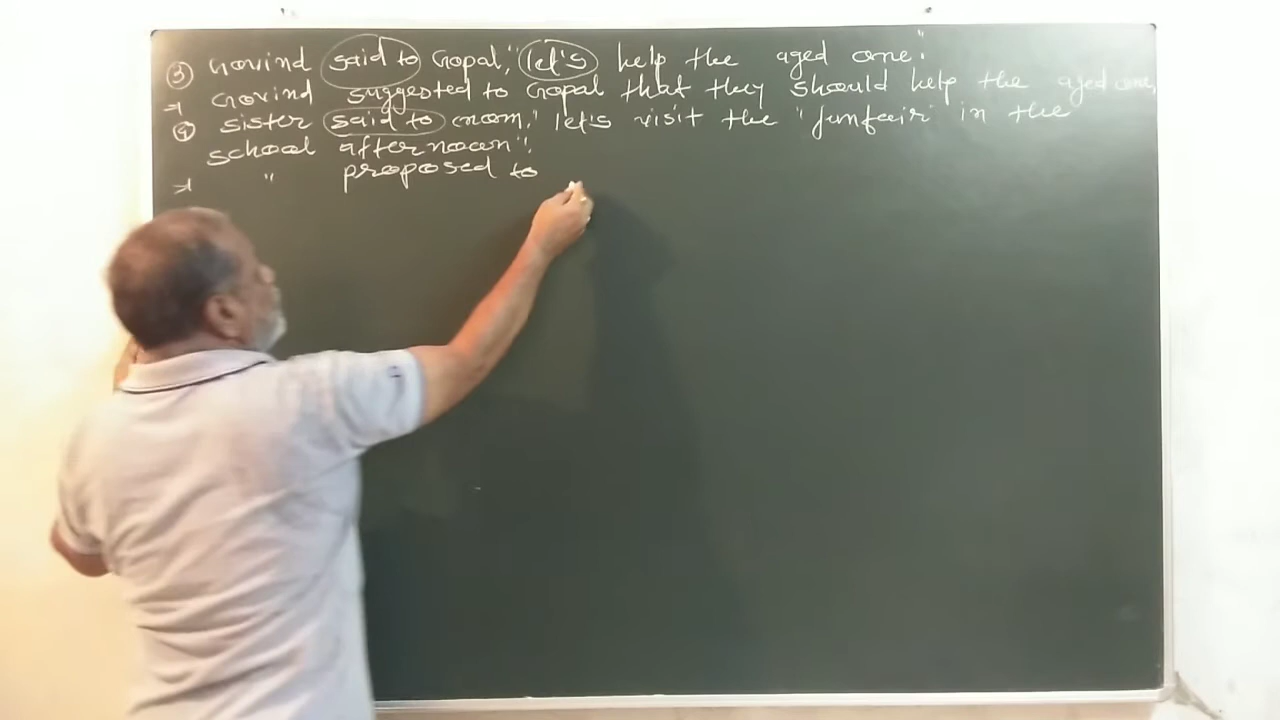 ③ Govind said to Gopal, "let's help the aged one."
→ Govind suggested to Gopal that they should help the aged one.
④ sister said to mom, "let's visit the "funfair" in the
school afternoon".
→ " proposed to